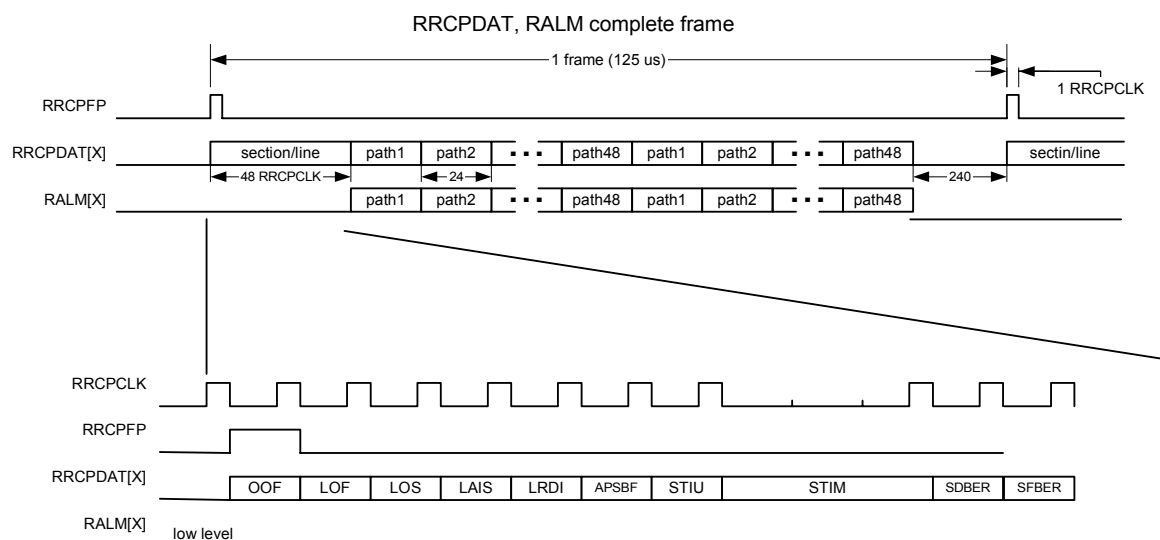 RRCPDAT, RALM complete frame
1 frame (125 us)
1 RRCPCLK
RRCPFP
RRCPDAT[X] section/line path1 path2 ... path48 path1 path2 ... path48 sectin/line
48 RRCPCLK 24 240
RALM[X] path1 path2 ... path48 path1 path2 ... path48
RRCPCLK
RRCPFP
RRCPDAT[X] OOF LOF LOS LAIS LRDI APSBF STIU STIM SDBER SFBER
RALM[X] low level